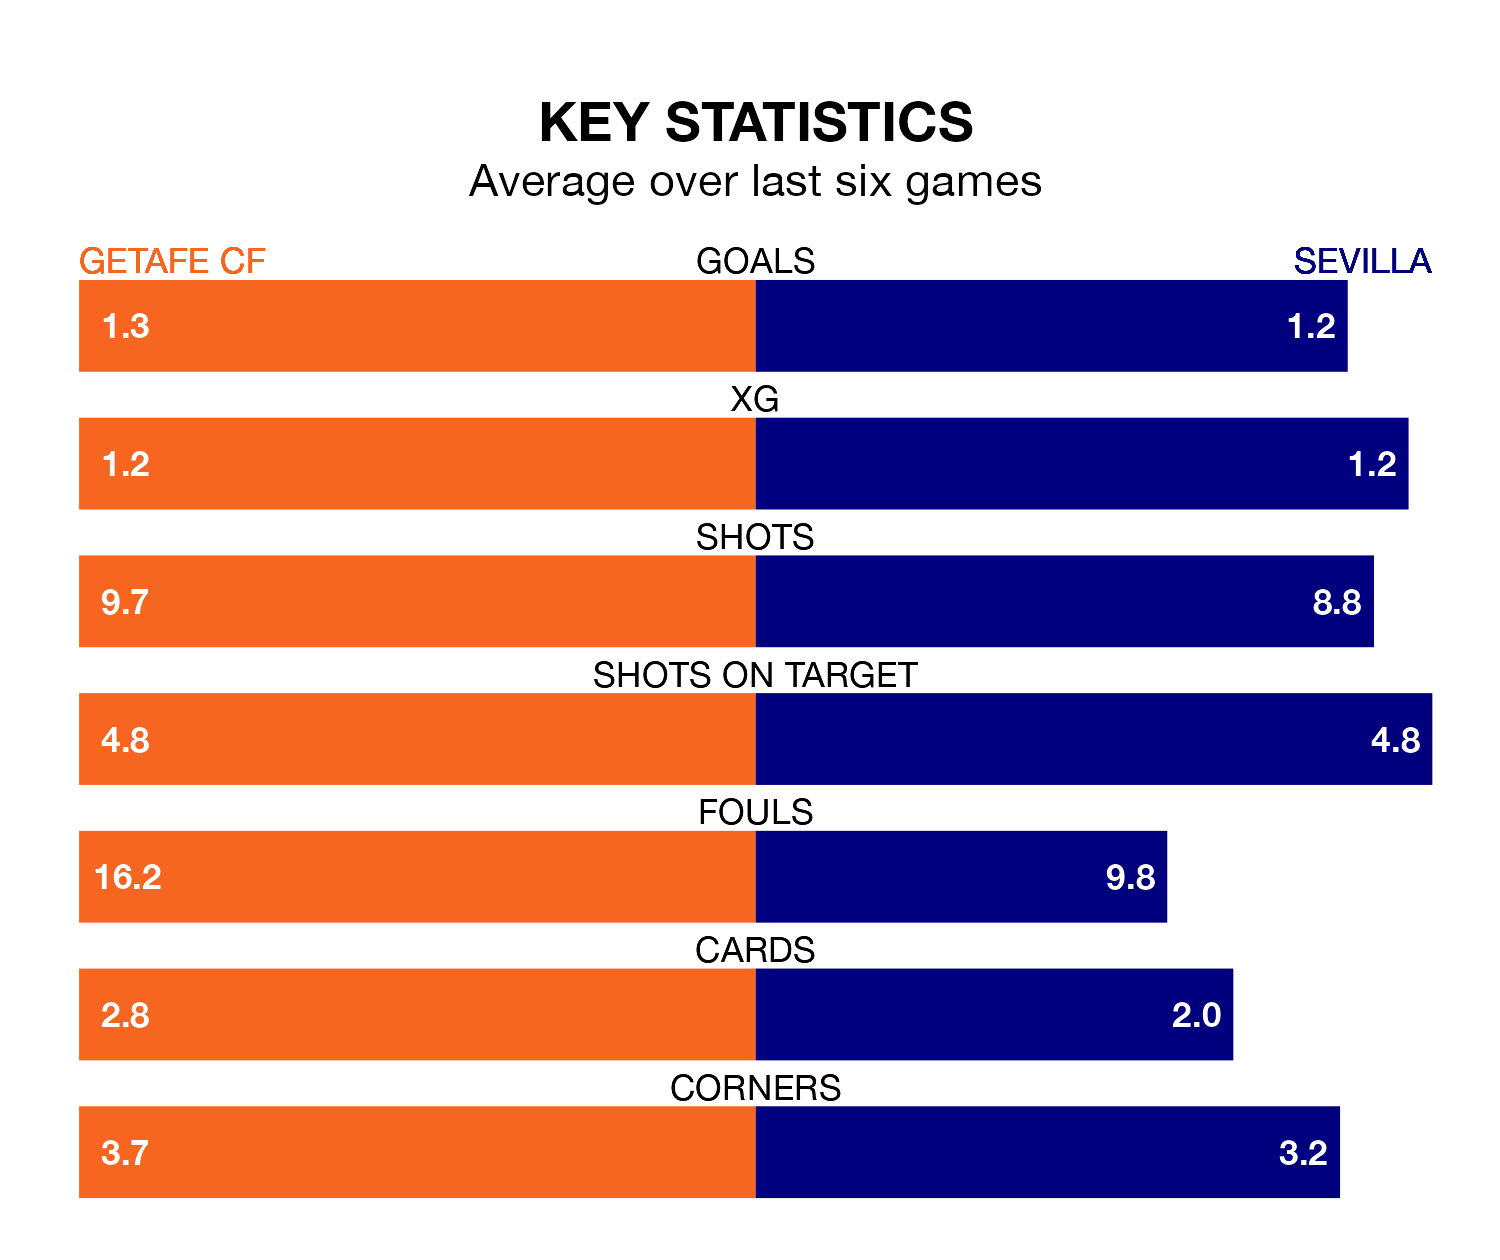 KEY STATISTICS
Average over last six games
GETAFE CF GOALS SEVILLA
1.3 1.2
XG
1.2 1.2
SHOTS
9.7 8.8
SHOTS ON TARGET
4.8 4.8
FOULS
16.2 9.8
CARDS
2.8 2.0
CORNERS
3.7 3.2